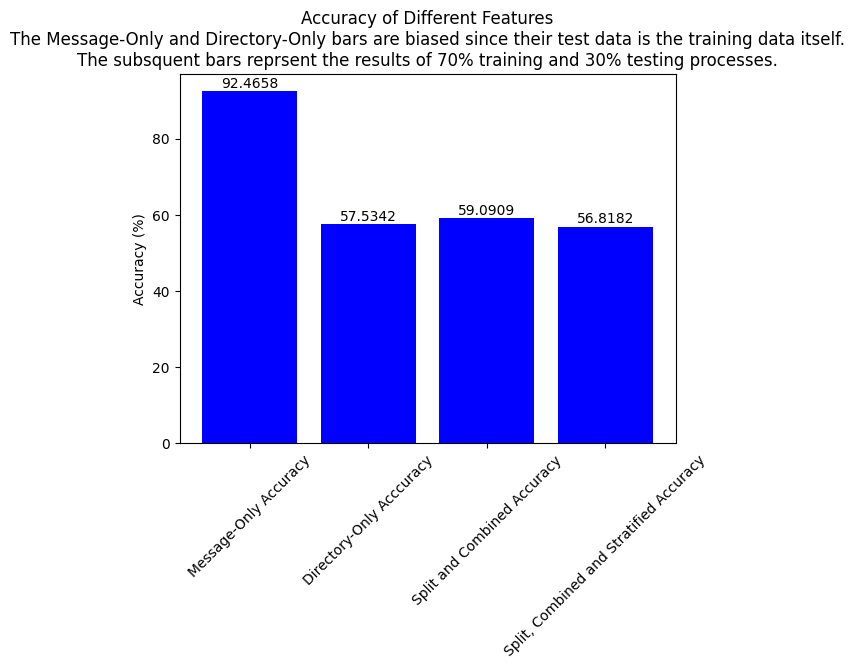 Accuracy of Different Features
The Message-Only and Directory-Only bars are biased since their test data is the training data itself.
The subsquent bars reprsent the results of 70% training and 30% testing processes.
92.4658
57.5342
59.0909
56.8182
80
60
40
20
0
Accuracy (%)
Message-Only Accuracy
Directory-Only Acccuracy
Split and Combined Accuracy
Split, Combined and Stratified Accuracy